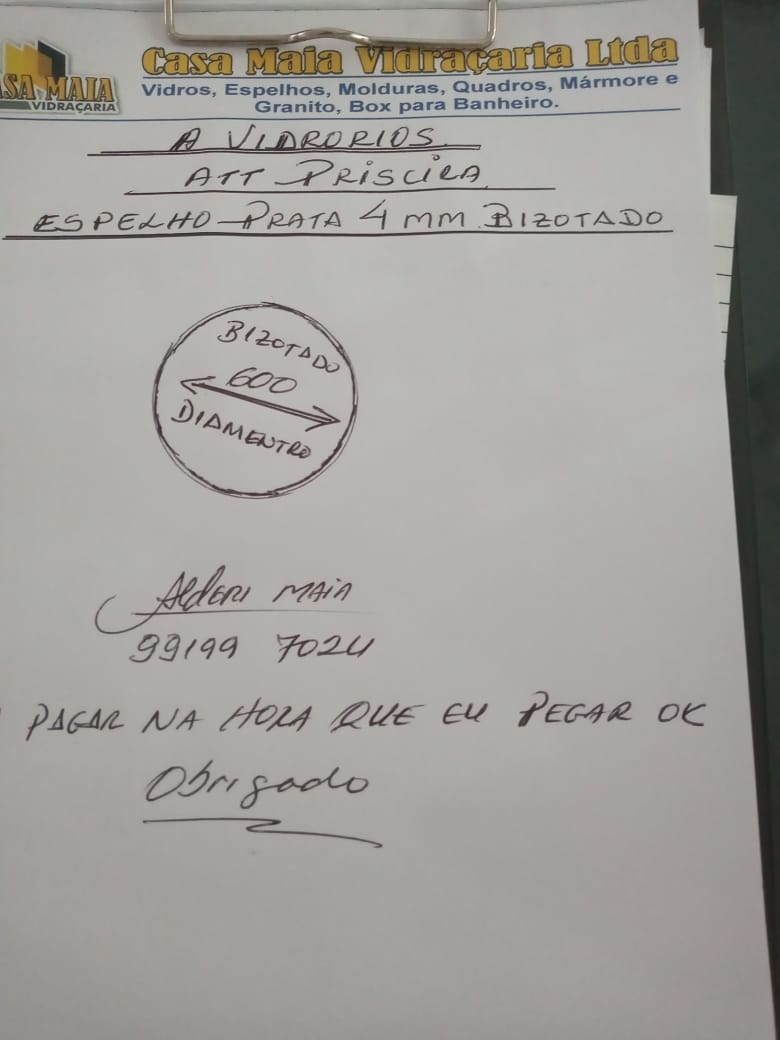 SA MAIA
VIDRAÇARIA
Casa Maia Vidraçaria Ltda
Vidros, Espelhos, Molduras, Quadros, Mármore e
Granito, Box para Banheiro.
A VIDRORIOS
ATT PRISCILA
ESPELHO PRATA 4 MM BIZOTADO
BIZOTADO
600
DIAMENTRO
Alderi MAIA
99199 7024
PAGAR NA HORA QUE EU PEGAR OK
Obrigado